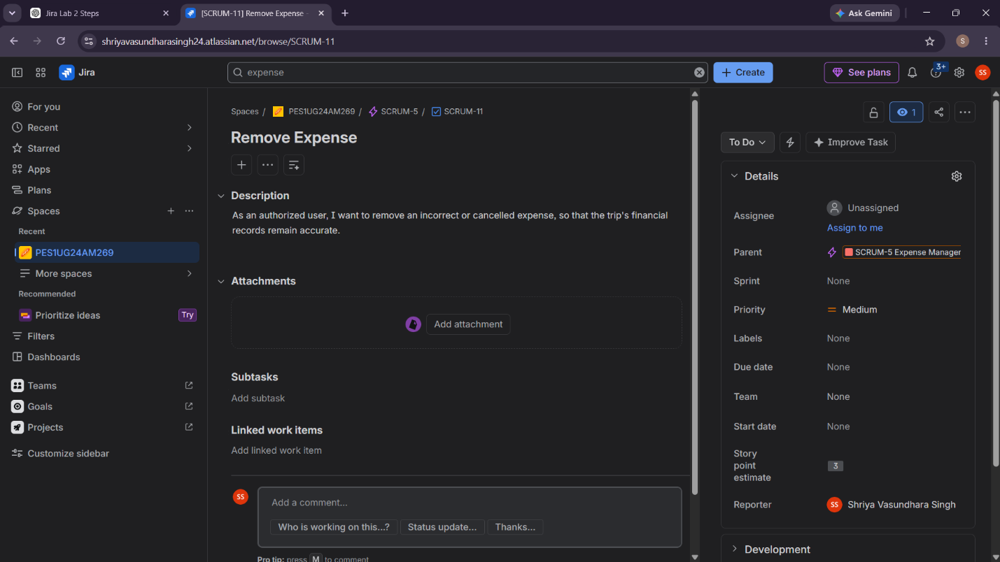 Jira Lab 2 Steps
[SCRUM-11] Remove Expense -
Ask Gemini
shriyavasundharasingh24.atlassian.net/browse/SCRUM-11
S
Jira
expense
Create
See plans
3+
SS
For you
Recent
Starred
Apps
Plans
Spaces
Recent
PES1UG24AM269
More spaces
Recommended
Prioritize ideas
Try
Filters
Dashboards
Teams
Goals
Projects
Customize sidebar
Spaces / PES1UG24AM269 / SCRUM-5 / SCRUM-11
Remove Expense
Description
As an authorized user, I want to remove an incorrect or cancelled expense, so that the trip's financial
records remain accurate.
Attachments
Add attachment
Subtasks
Add subtask
Linked work items
Add linked work item
SS
Add a comment...
Who is working on this...?
Status update...
Thanks...
Pro tip: press M to comment
1
To Do
Improve Task
Details
Assignee
Unassigned
Assign to me
Parent
SCRUM-5 Expense Manager
Sprint
None
Priority
Medium
Labels
None
Due date
None
Team
None
Start date
None
Story
point
estimate
3
Reporter
SS Shriya Vasundhara Singh
Development